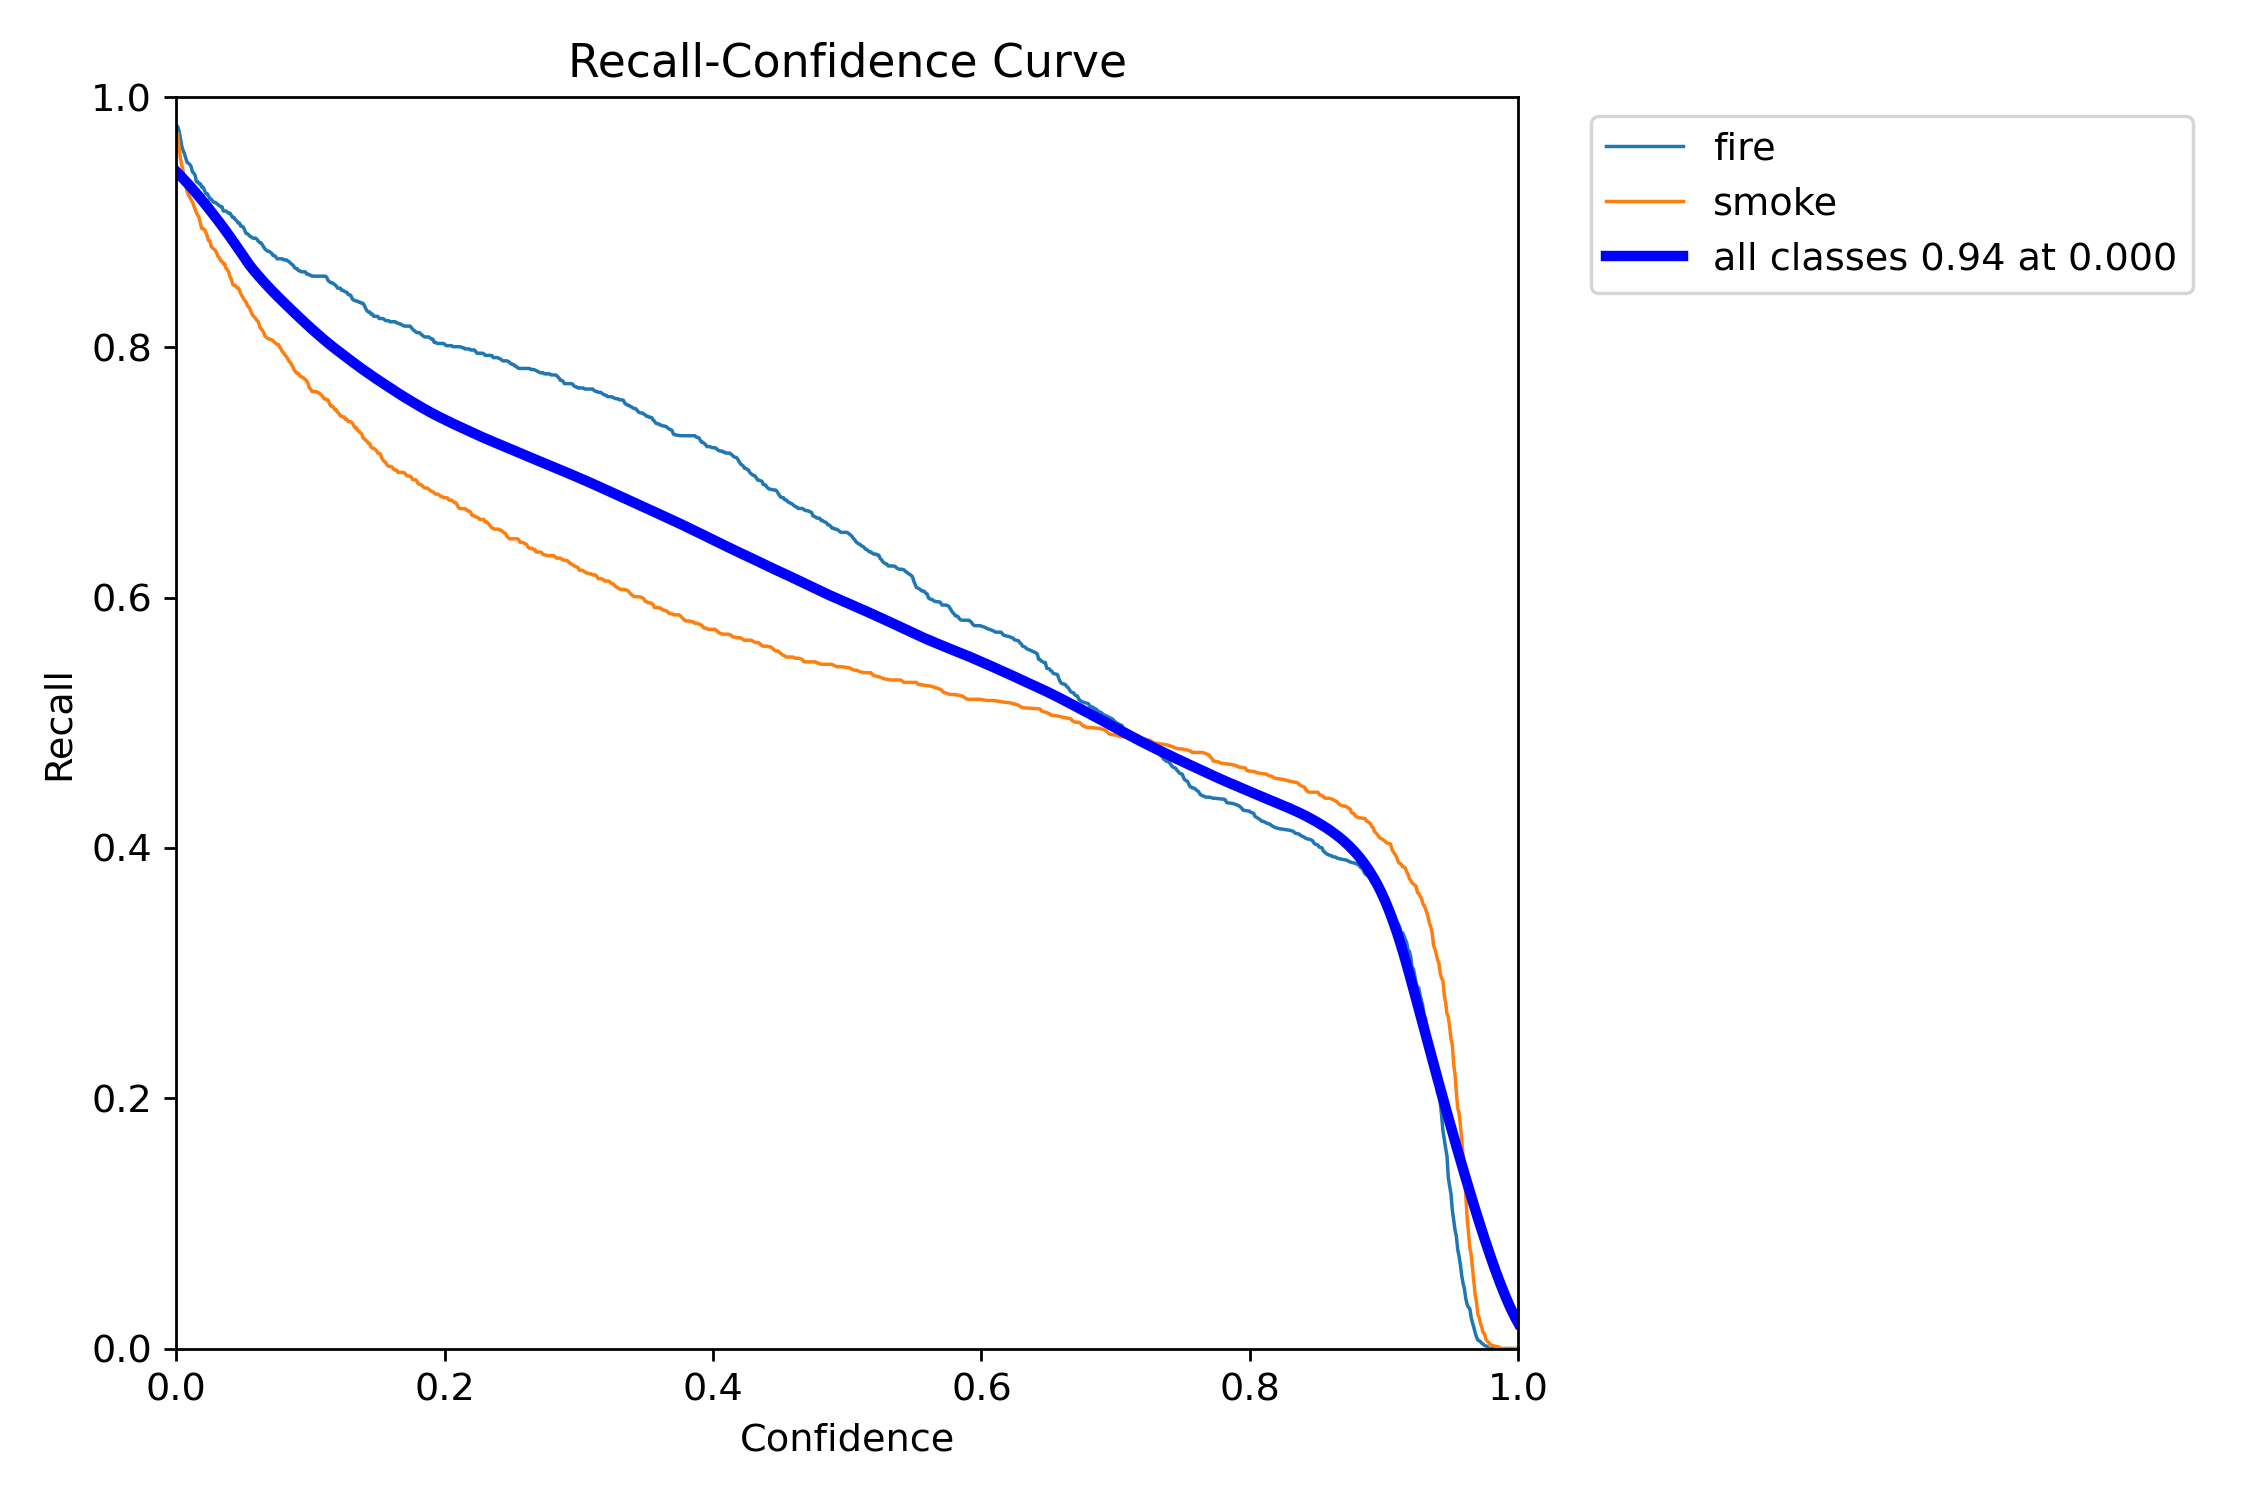 Recall-Confidence Curve
1.0
0.8
0.6
0.4
0.2
0.0
Recall
0.0 0.2 0.4 0.6 0.8 1.0
Confidence
fire
smoke
all classes 0.94 at 0.000